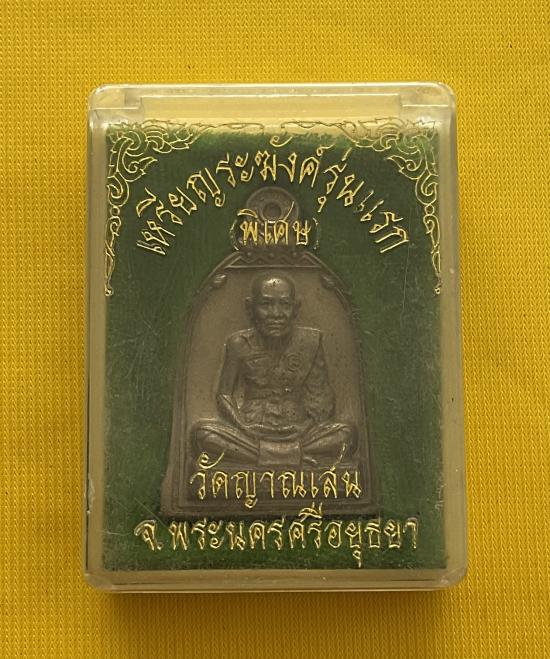 เหรียญระฆังค์รุ่นแรก
(พิเศษ)
วัดญาณเสน
จ.พระนครศรีอยุธยา